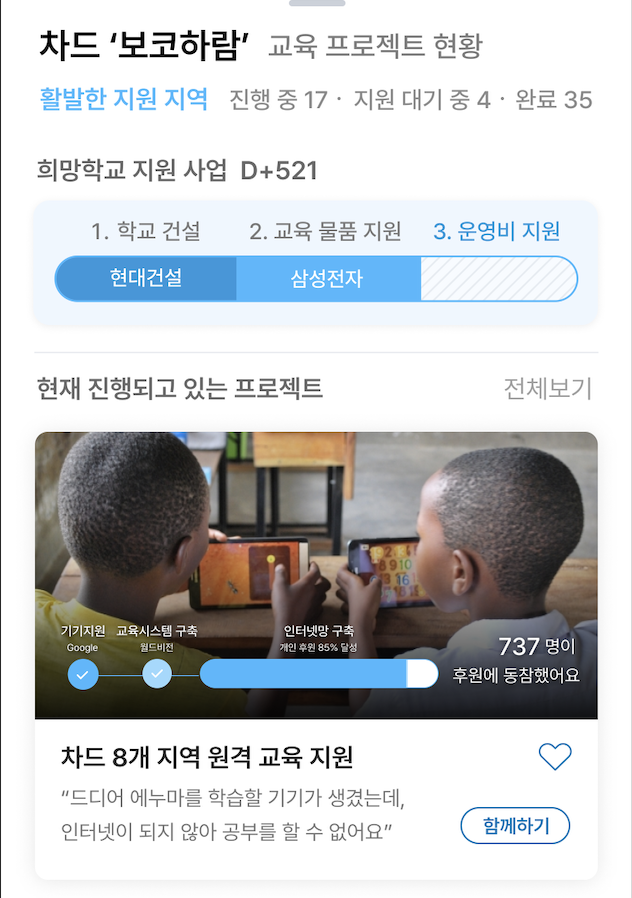 차드 ‘보코하람’ 교육 프로젝트 현황
활발한 지원 지역 진행 중 17 · 지원 대기 중 4 · 완료 35
희망학교 지원 사업 D+521
1. 학교 건설 2. 교육 물품 지원 3. 운영비 지원
현대건설 삼성전자
현재 진행되고 있는 프로젝트 전체보기
기기지원 교육시스템 구축 인터넷망 구축
Google 월드비전 개인 후원 85% 달성
737 명이
후원에 동참했어요
차드 8개 지역 원격 교육 지원
“드디어 에누마를 학습할 기기가 생겼는데,
인터넷이 되지 않아 공부를 할 수 없어요”
함께하기